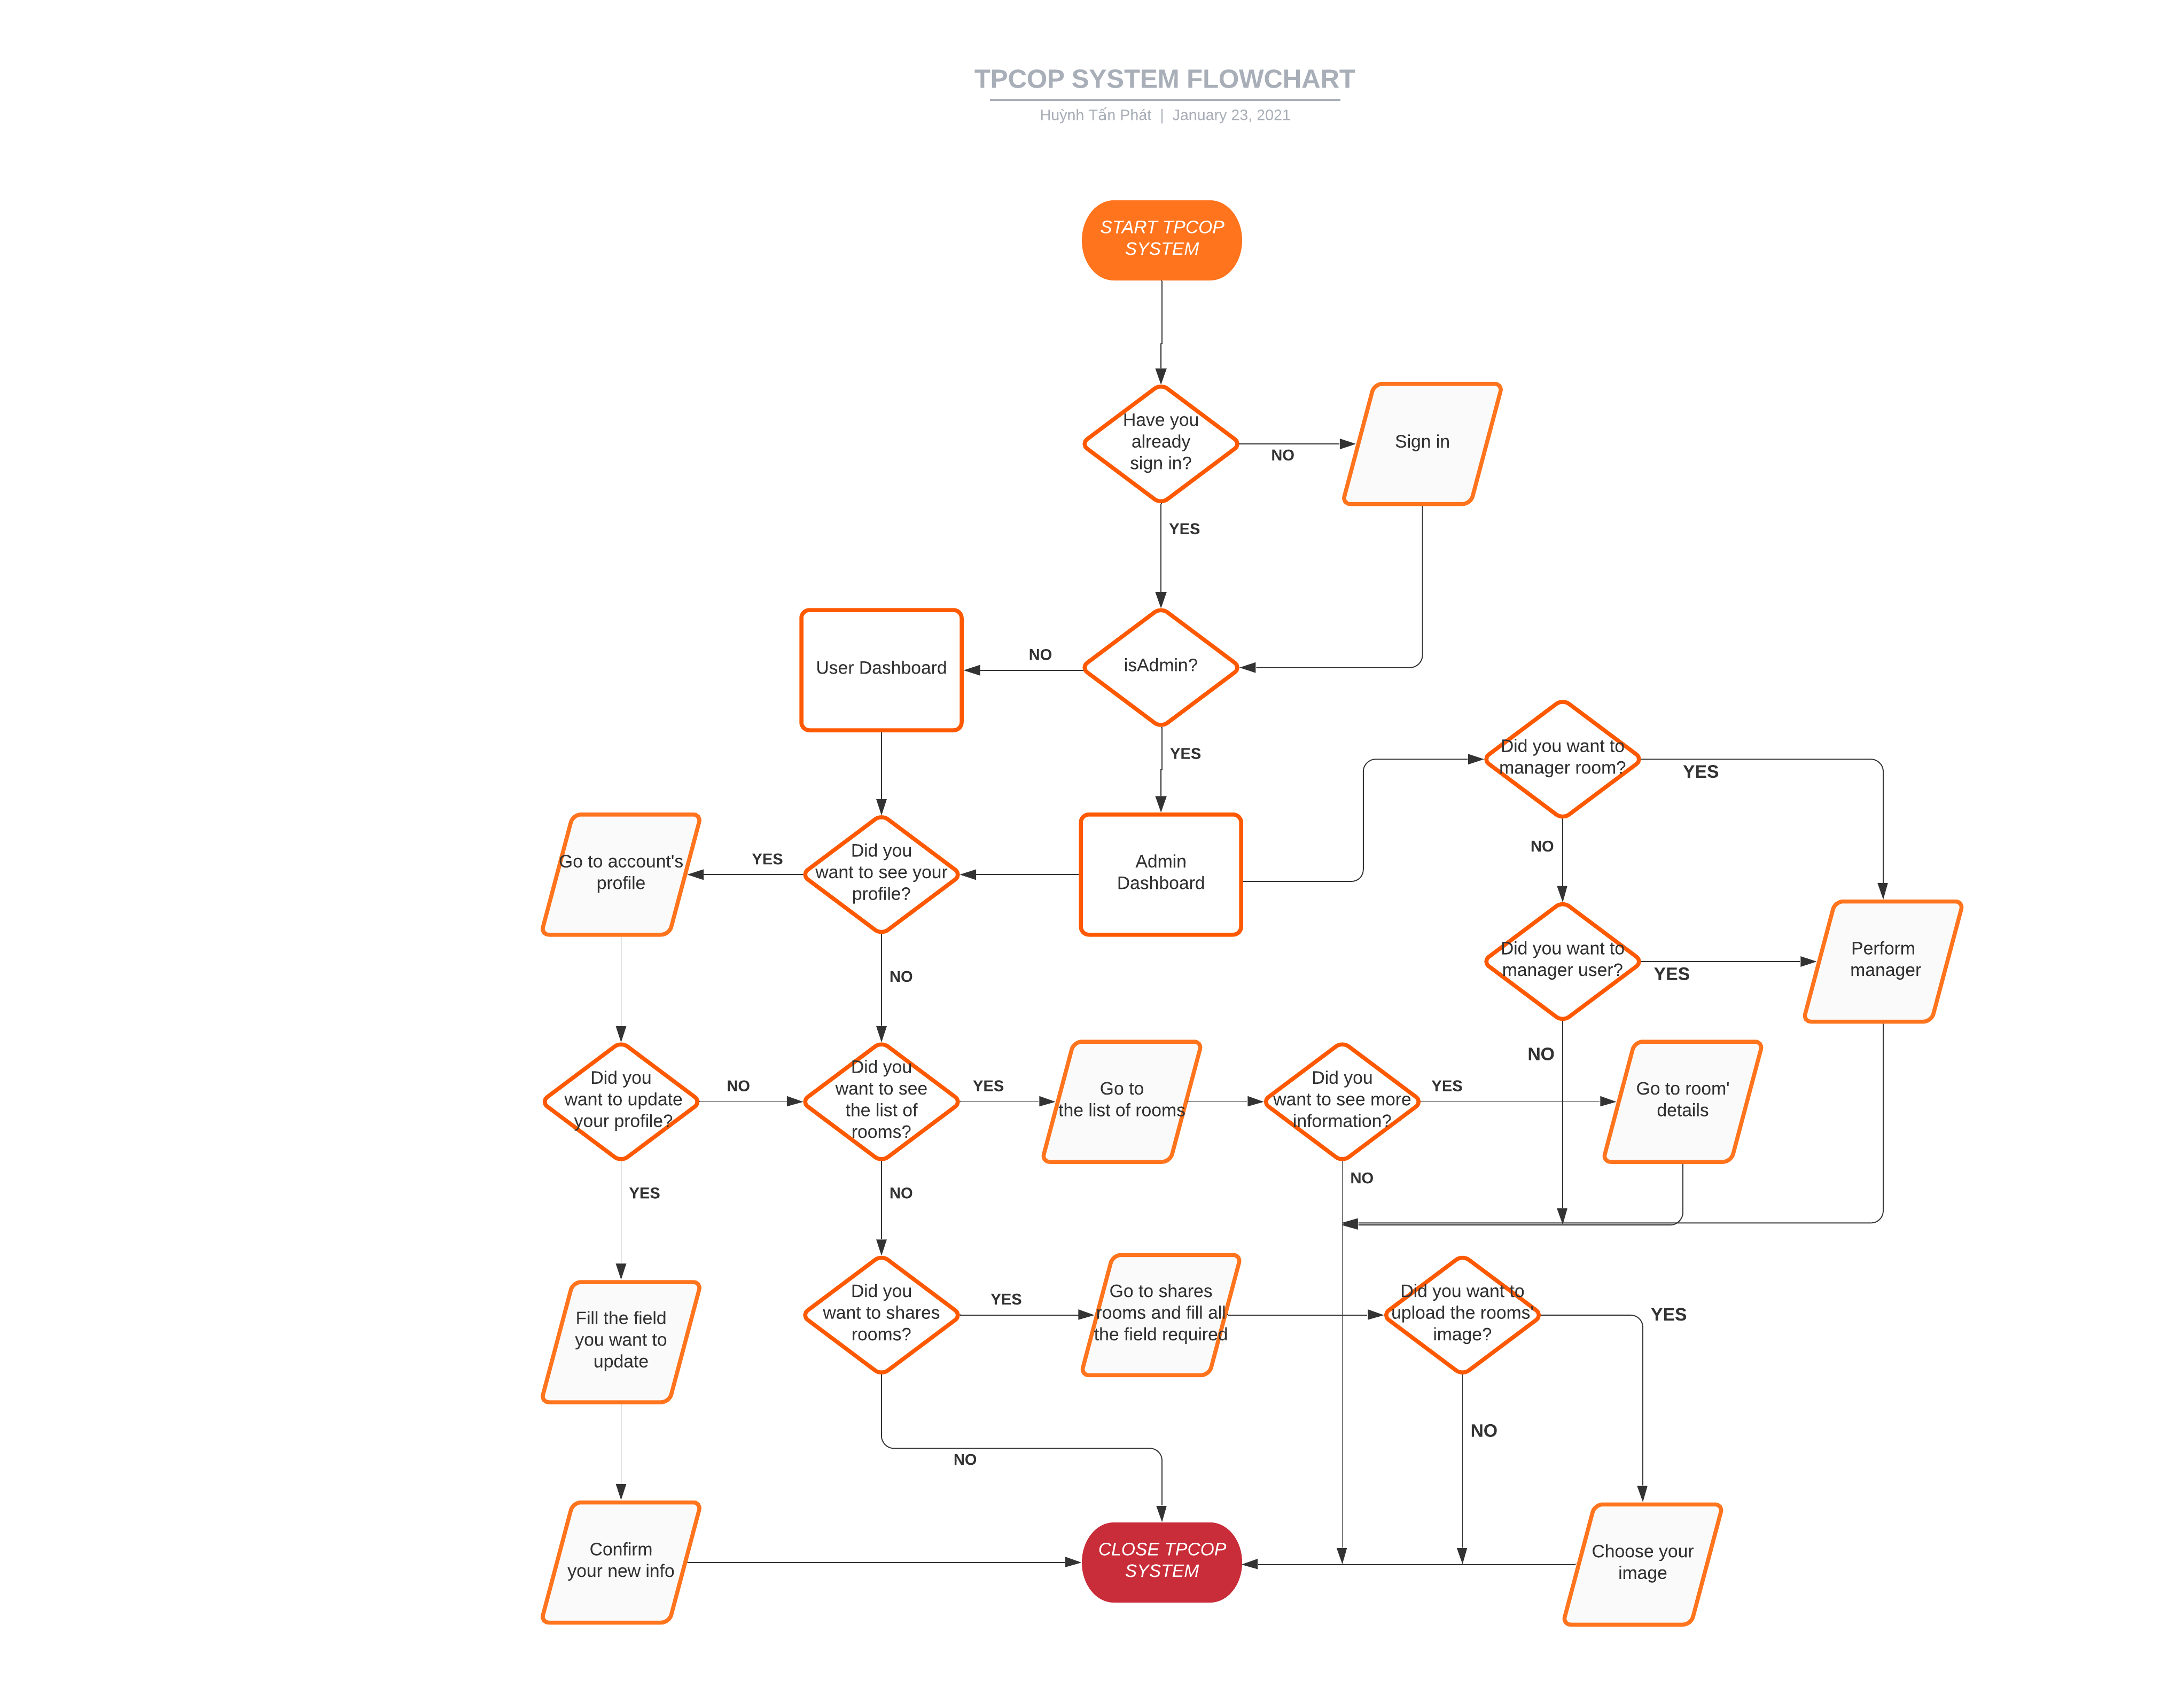 TPCOP SYSTEM FLOWCHART
Huỳnh Tấn Phát | January 23, 2021
START TPCOP
SYSTEM
Have you
already
sign in?
NO
Sign in
YES
User Dashboard
NO
isAdmin?
YES
Did you want to
manager room?
YES
NO
Go to account's
profile
YES
Did you
want to see your
profile?
Admin
Dashboard
Did you want to
manager user?
YES
Perform
manager
NO
NO
Did you
want to update
your profile?
NO
Did you
want to see
the list of
rooms?
YES
Go to
the list of rooms
Did you
want to see more
information?
YES
Go to room'
details
YES
NO
NO
Fill the field
you want to
update
Did you
want to shares
rooms?
YES
Go to shares
rooms and fill all
the field required
Did you want to
upload the rooms'
image?
YES
NO
NO
Confirm
your new info
CLOSE TPCOP
SYSTEM
Choose your
image